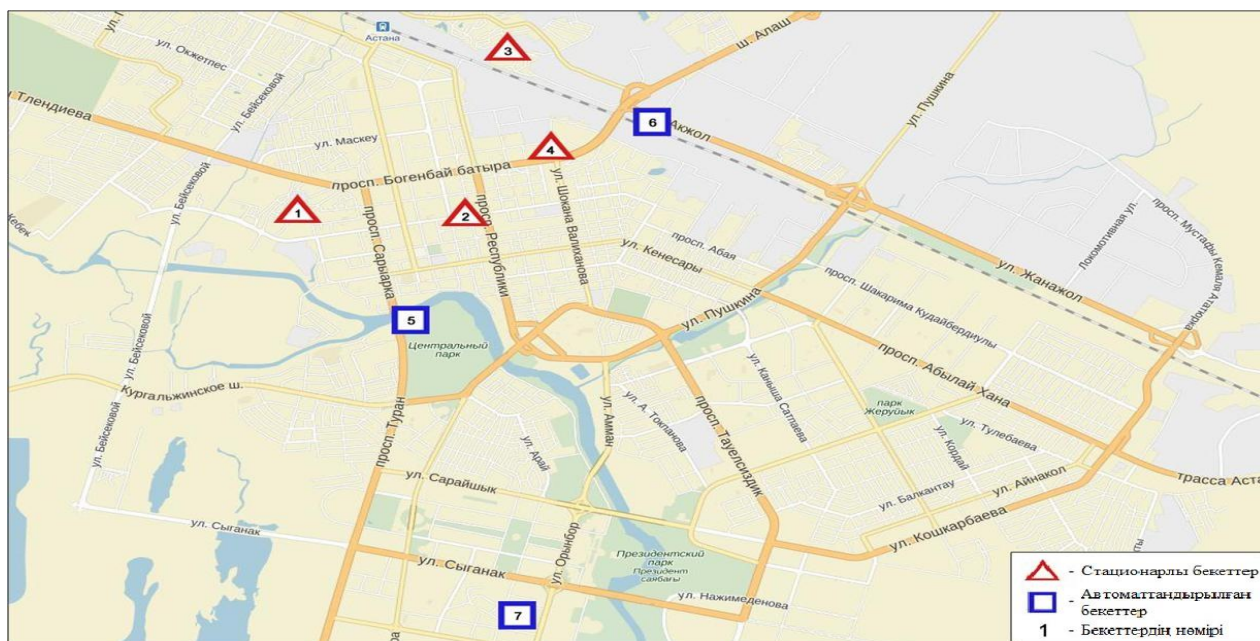 ул. Окжетпес
Астана
3
ш. Алаш
ул. Пушкина
Тлендиева
ул. Бейсековой
ул. Маскеу
просп. Богенбай батыра
4
6
Акжол
1
2
просп. Сарыарка
просп. Республики
ул. Шокана Валиханова
просп. Абая
ул. Кенесары
Локомотивная ул.
просп. Мустафы Кемаля Ататюрка
ул. Жанажол
Кебек
ул. Бейсековой
5
Центральный
парк
ул. Пушкина
просп. Шакарима Кудайбердиулы
просп. Абылай Хана
ул. Бейсековой
Кургальжинское ш.
просп. Туран
ул. Арай
ул. Амман
ул. А. Токпанова
просп. Тауелсиздик
ул. Каныша Сатпаева
парк
Жеруйык
ул. Кордай
ул. Тулебаева
ул. Бейсековой
ул. Сарайшык
ул. Балкантау
ул. Айнакол
трасса Аста
ул. Сыганак
ул. Кошкарбаева
ул. Орынбор
Президентский
парк
Президент
саябағы
ул. Сыганак
ул. Нажимеденова
7
- Стационарлы бекеттер
- Автоматтандырылған
бекеттер
1 - Бекеттердің нөмірі